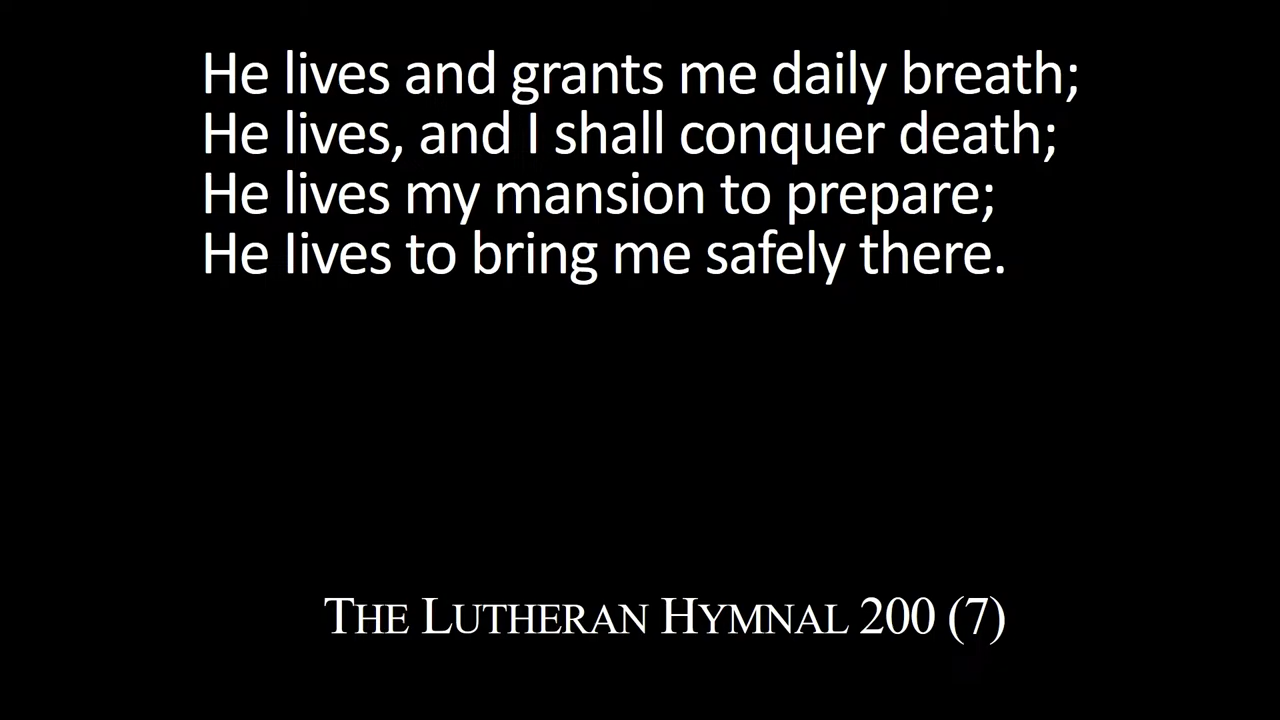 He lives and grants me daily breath;
He lives, and I shall conquer death;
He lives my mansion to prepare;
He lives to bring me safely there.
THE LUTHERAN HYMNAL 200 (7)